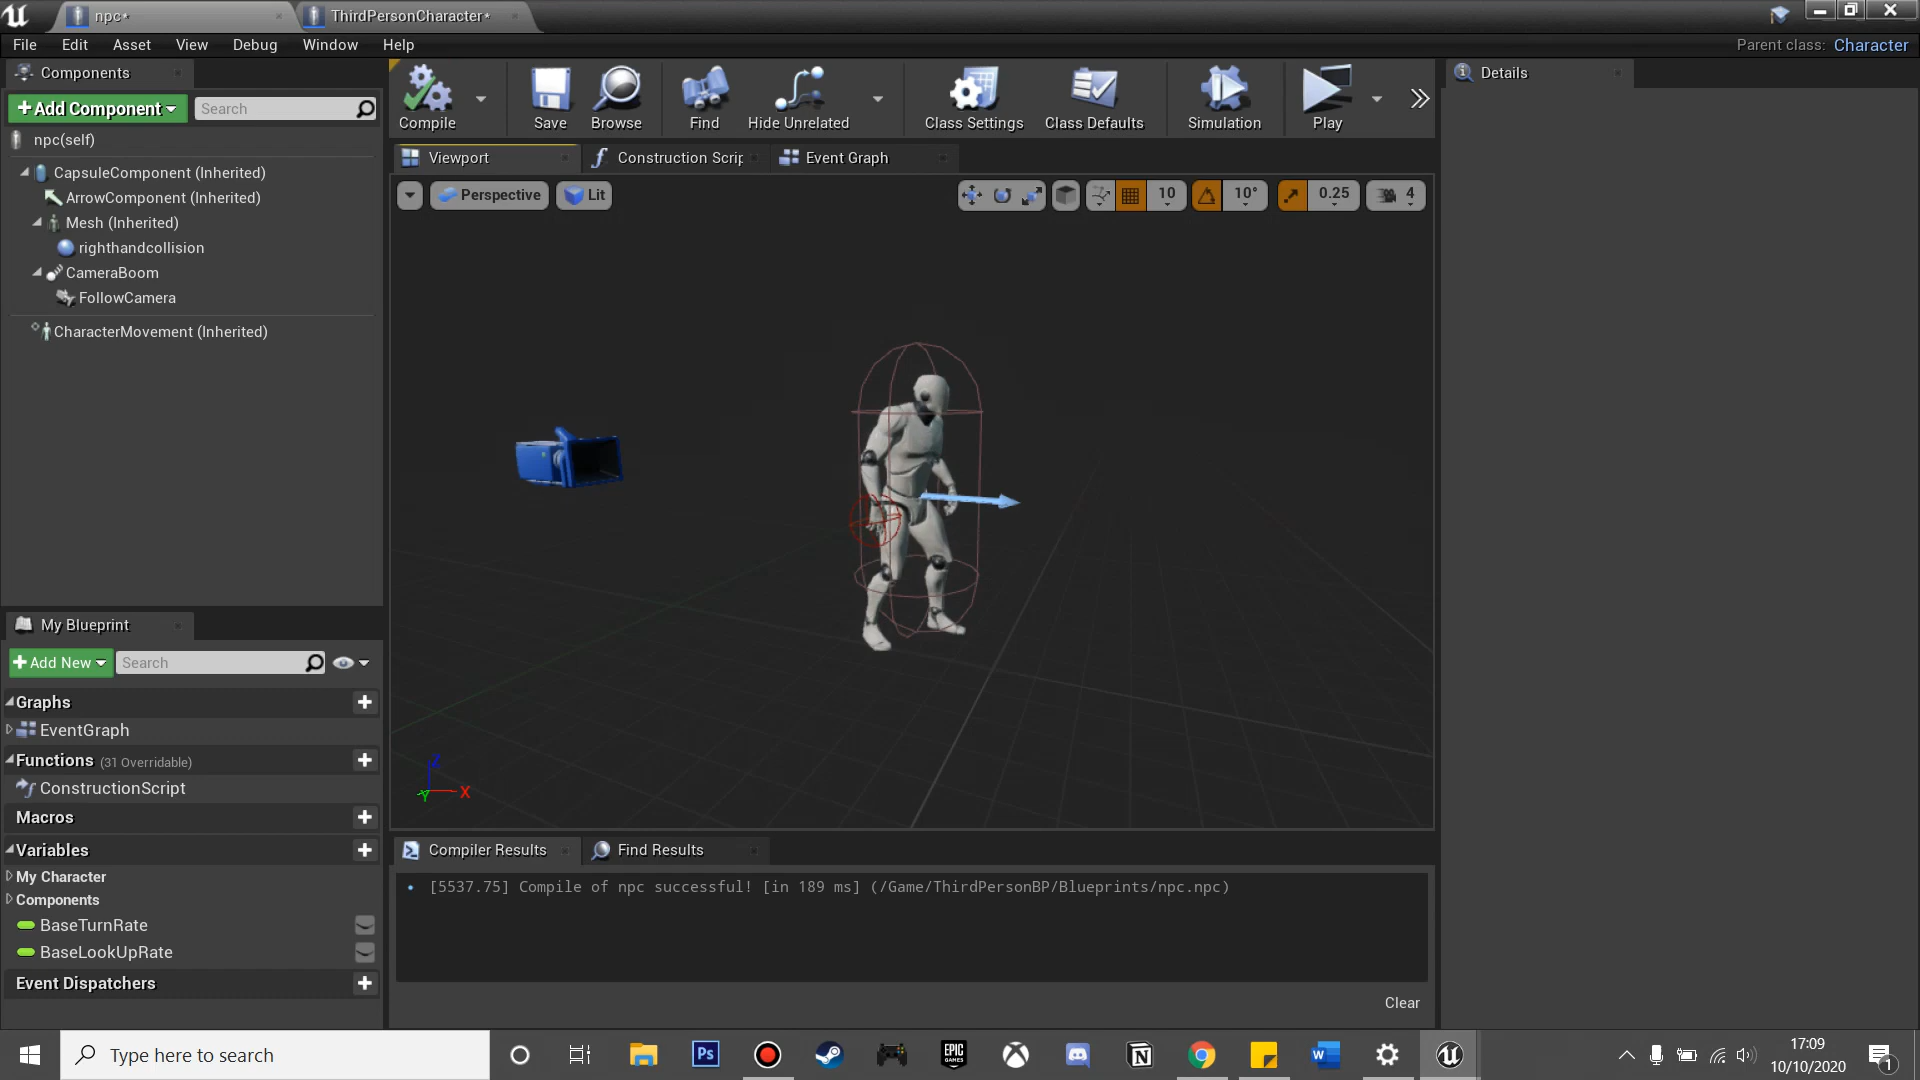 npc*
ThirdPersonCharacter*
File Edit Asset View Debug Window Help
Parent class: Character
Components
Add Component
Search
npc(self)
CapsuleComponent (Inherited)
ArrowComponent (Inherited)
Mesh (Inherited)
righthandcollision
CameraBoom
FollowCamera
CharacterMovement (Inherited)
Compile
Save
Browse
Find
Hide Unrelated
Class Settings
Class Defaults
Simulation
Play
Details
Viewport
Construction Scrip
Event Graph
Perspective
Lit
10
10°
0.25
4
Z
X
Y
My Blueprint
Add New
Search
Graphs
EventGraph
Functions (31 Overridable)
ConstructionScript
Macros
Variables
My Character
Components
BaseTurnRate
BaseLookUpRate
Event Dispatchers
Compiler Results
Find Results
[5537.75] Compile of npc successful! [in 189 ms] (/Game/ThirdPersonBP/Blueprints/npc.npc)
Clear
Type here to search
Ps
EPIC GAMES
W
17:09
10/10/2020
1